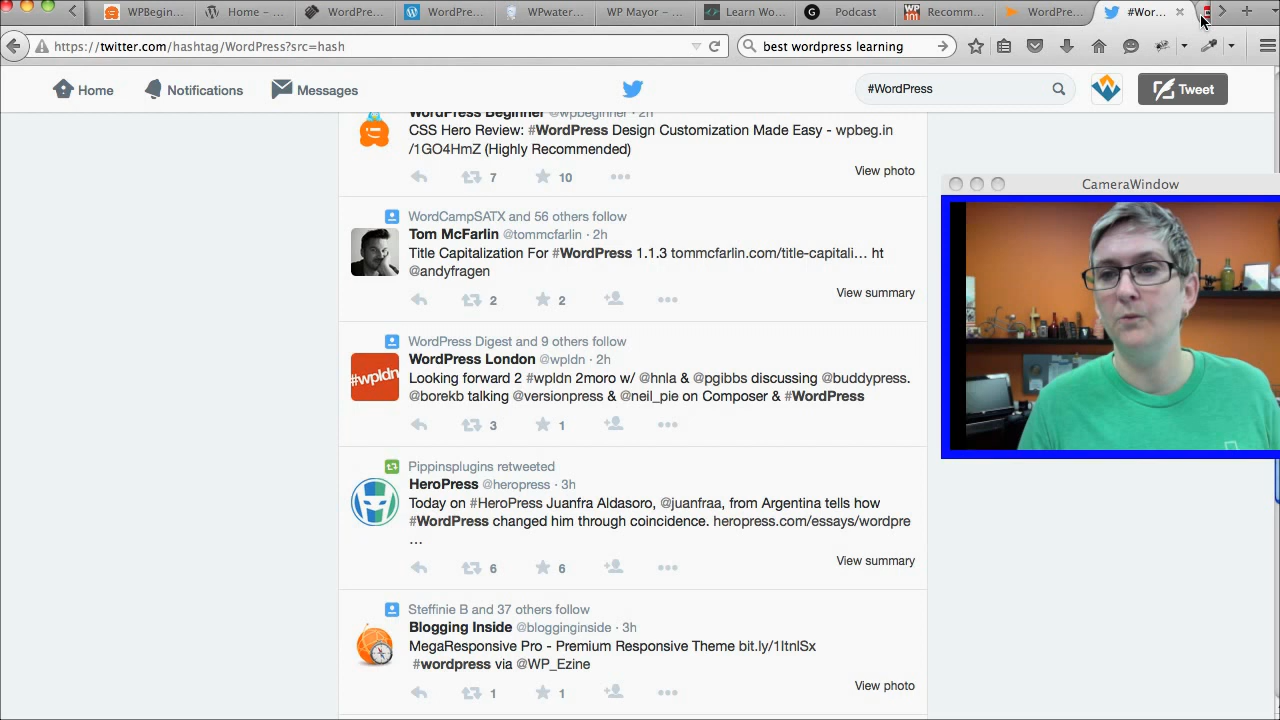 WPBegin...
Home - ...
WordPre...
WordPre...
WPwater...
WP Mayor - ...
Learn Wo...
Podcast
Recomm...
WordPre...
#Wor...
https://twitter.com/hashtag/WordPress?src=hash
best wordpress learning
Home
Notifications
Messages
#WordPress
Tweet
WordPress Beginner @wpbeginner · 2h
CSS Hero Review: #WordPress Design Customization Made Easy - wpbeg.in
/1GO4HmZ (Highly Recommended)
7
10
View photo
CameraWindow
WordCampSATX and 56 others follow
Tom McFarlin @tommcfarlin · 2h
Title Capitalization For #WordPress 1.1.3 tommcfarlin.com/title-capitali… ht
@andyfragen
2
2
View summary
WordPress Digest and 9 others follow
WordPress London @wpldn · 2h
#wpldn
Looking forward 2 #wpldn 2moro w/ @hnla & @pgibbs discussing @buddypress.
@borekb talking @versionpress & @neil_pie on Composer & #WordPress
3
1
Pippinsplugins retweeted
HeroPress @heropress · 3h
Today on #HeroPress Juanfra Aldasoro, @juanfraa, from Argentina tells how
#WordPress changed him through coincidence. heropress.com/essays/wordpre
…
6
6
View summary
Steffinie B and 37 others follow
Blogging Inside @blogginginside · 3h
MegaResponsive Pro - Premium Responsive Theme bit.ly/1ItnlSx
#wordpress via @WP_Ezine
1
1
View photo